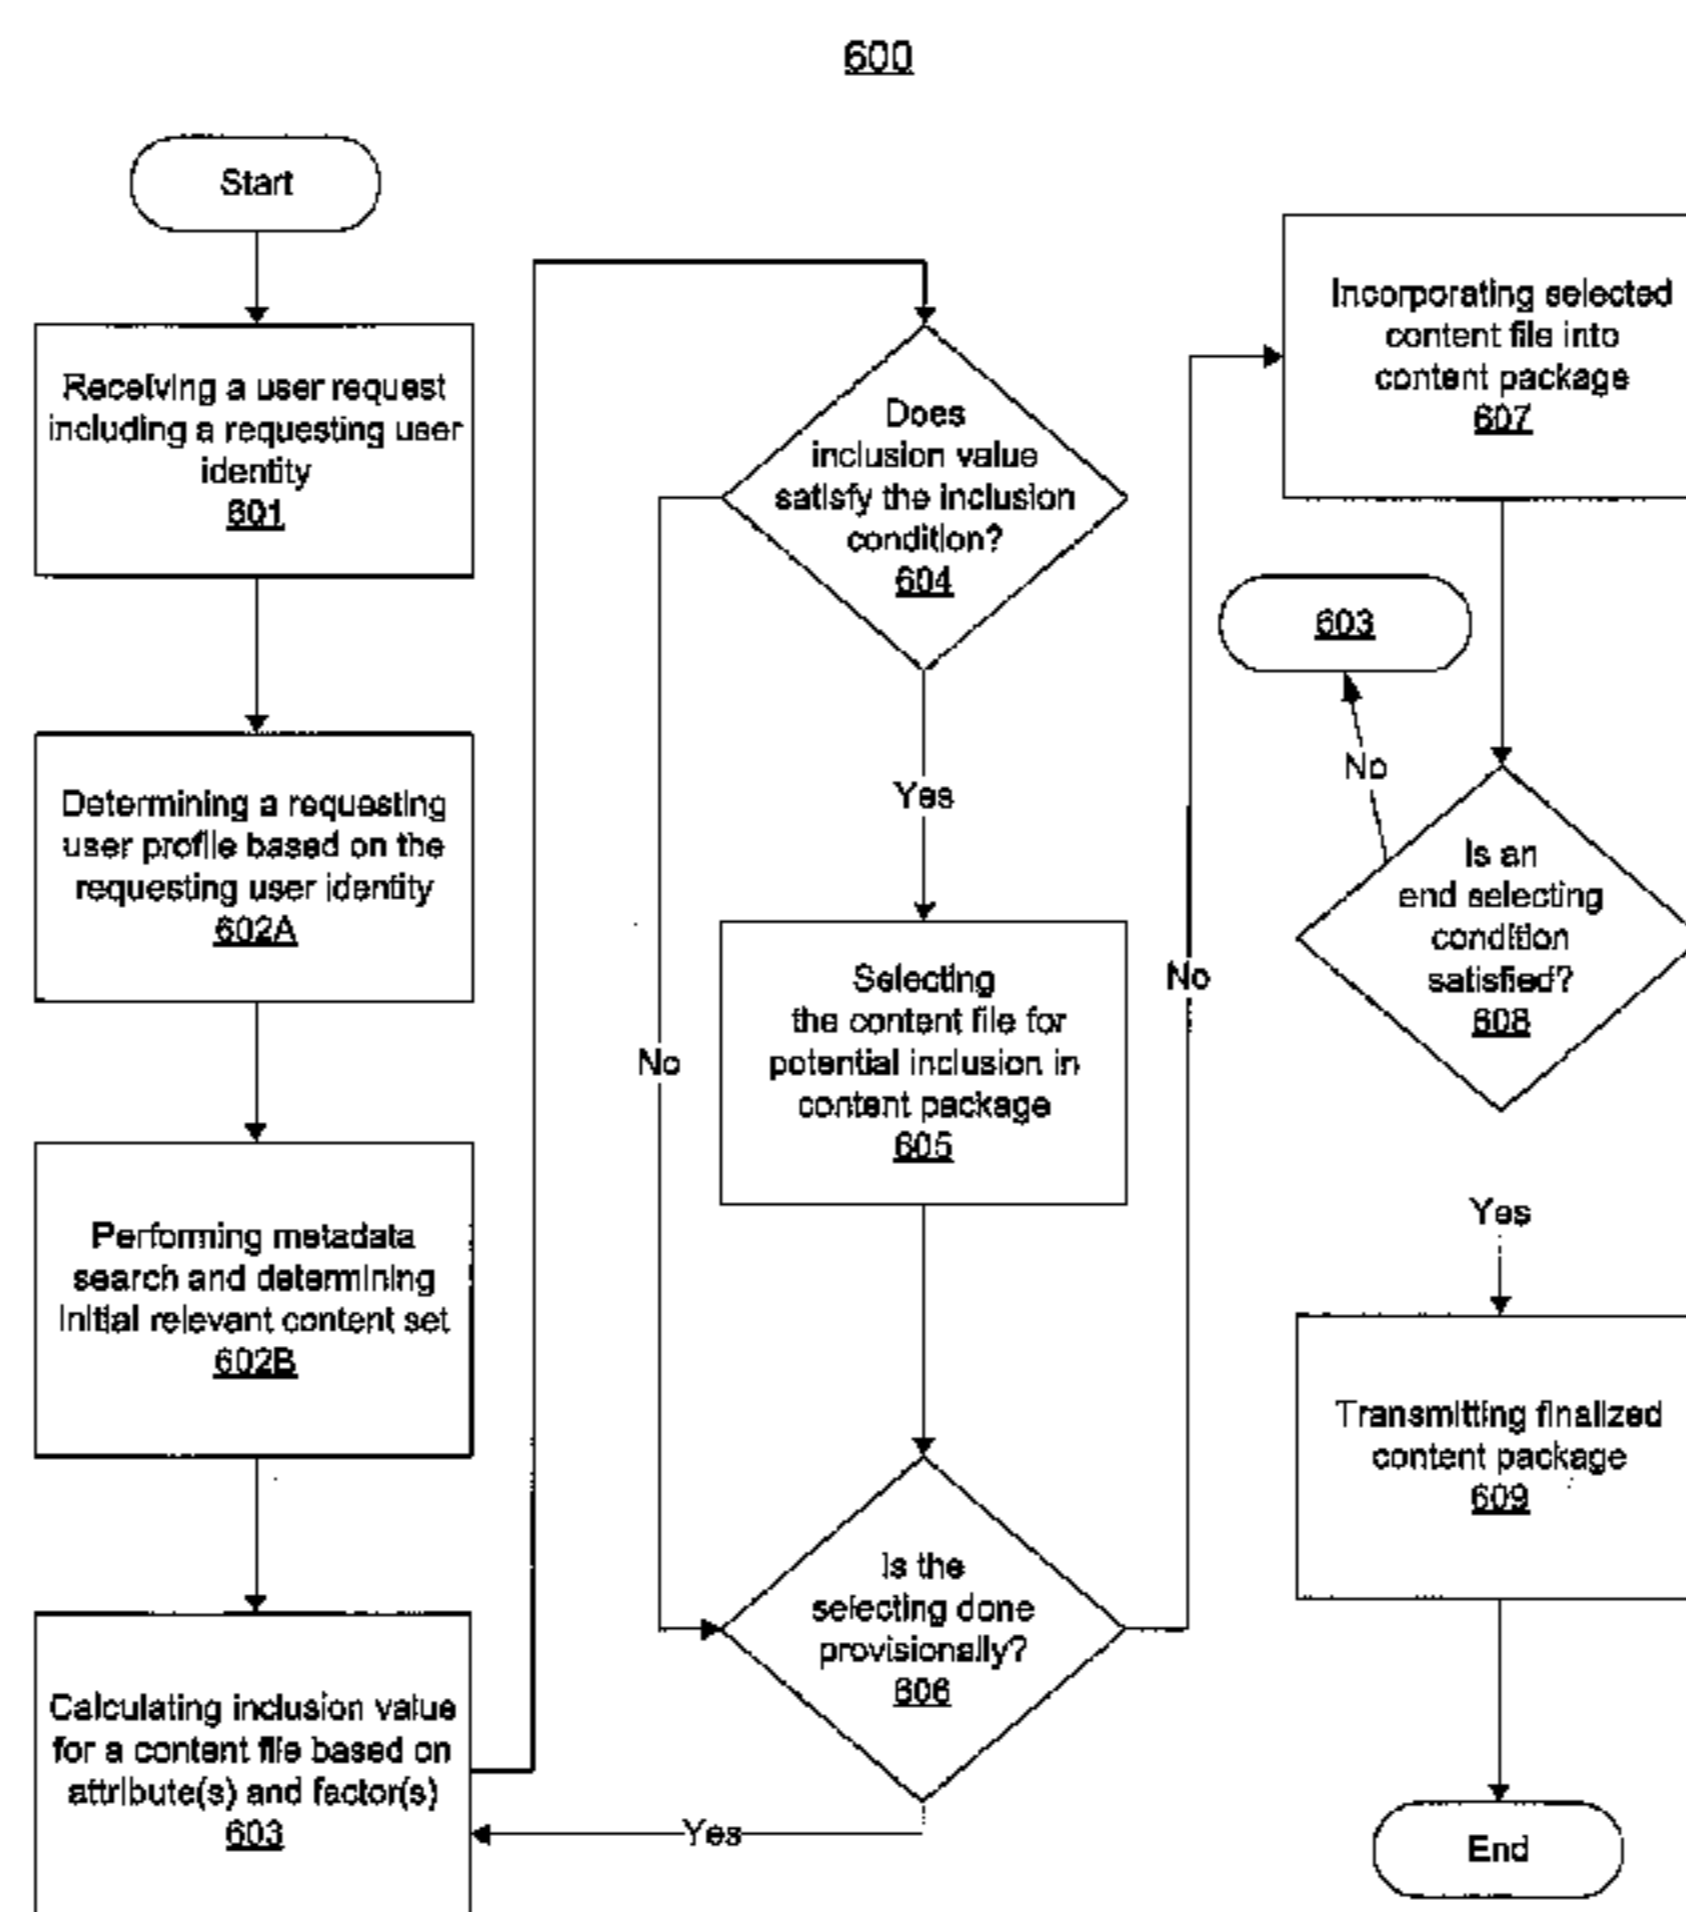 600
Start
Receiving a user request
including a requesting user
identity
601
Determining a requesting
user profile based on the
requesting user identity
602A
Performing metadata
search and determining
initial relevant content set
602B
Calculating inclusion value
for a content file based on
attribute(s) and factor(s)
603
Does
inclusion value
satisfy the inclusion
condition?
604
Yes
No
Selecting
the content file for
potential inclusion in
content package
605
Is the
selecting done
provisionally?
606
Yes
No
Incorporating selected
content file into
content package
607
603
No
Is an
end selecting
condition
satisfied?
608
Yes
Transmitting finalized
content package
609
End